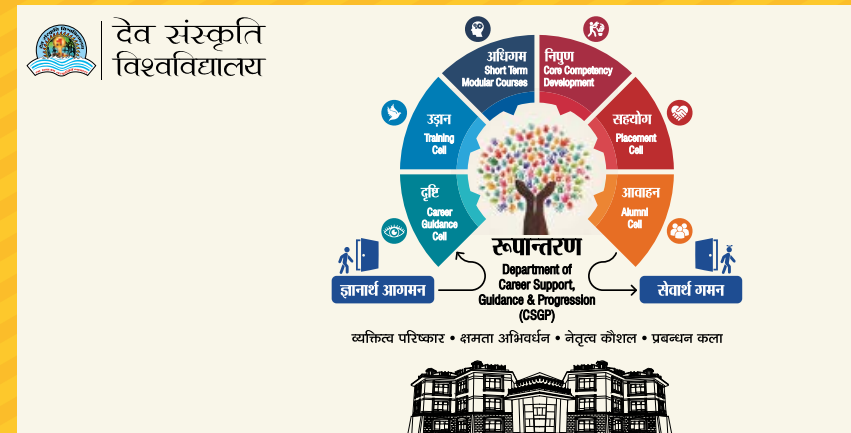 देव संस्कृति
विश्वविद्यालय
अधिगम
Short Term
Modular Courses
निपुण
Core Competency
Development
उड़ान
Training
Cell
सहयोग
Placement
Cell
दृष्टि
Career
Guidance
Cell
आवाहन
Alumni
Cell
रूपान्तरण
Department of
Career Support,
Guidance & Progression
(CSGP)
ज्ञानार्थ आगमन
सेवार्थ गमन
व्यक्तित्व परिष्कार • क्षमता अभिवर्धन • नेतृत्व कौशल • प्रबन्धन कला